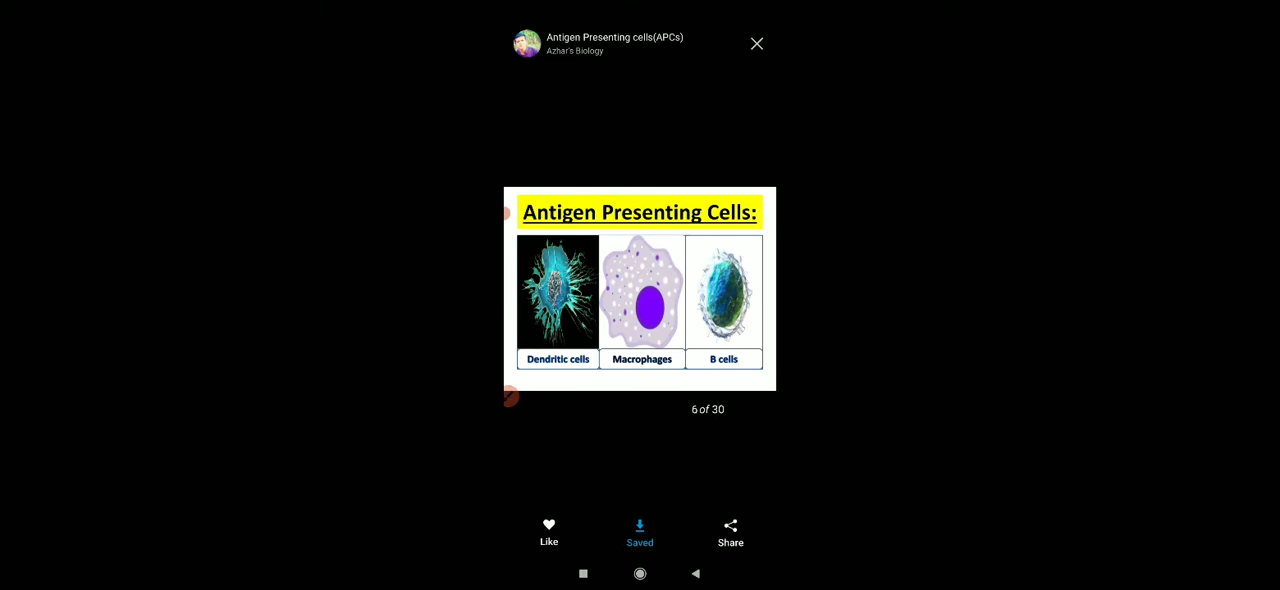 Antigen Presenting cells(APCs)
Azhar's Biology
Antigen Presenting Cells:
Dendritic cells
Macrophages
B cells
6 of 30
Like
Saved
Share